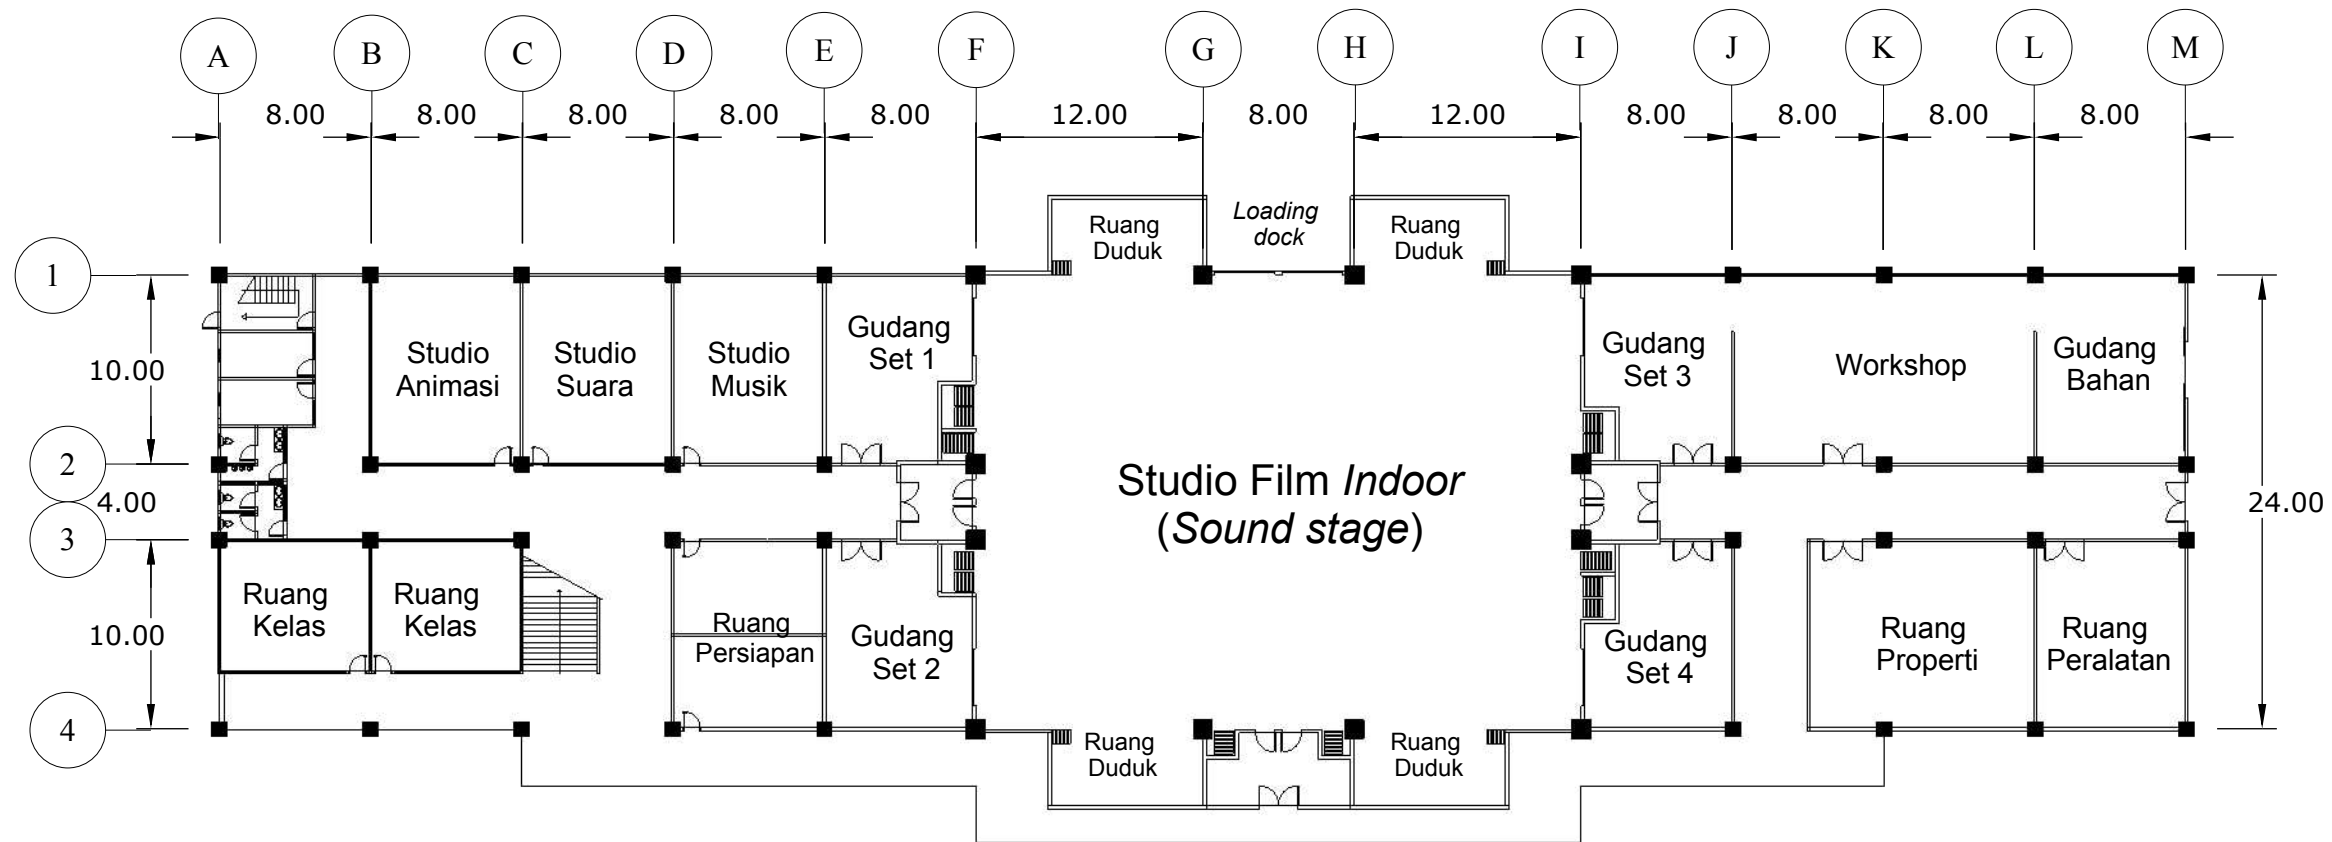 A B C D E F G H I J K L M
8.00 8.00 8.00 8.00 8.00 12.00 8.00 12.00 8.00 8.00 8.00 8.00
Ruang
Duduk
Loading
dock
Ruang
Duduk
1
10.00
2
4.00
3
10.00
4
24.00
Studio
Animasi
Studio
Suara
Studio
Musik
Gudang
Set 1
Gudang
Set 3
Workshop
Gudang
Bahan
Studio Film Indoor
(Sound stage)
Ruang
Kelas
Ruang
Kelas
Ruang
Persiapan
Gudang
Set 2
Gudang
Set 4
Ruang
Properti
Ruang
Peralatan
Ruang
Duduk
Ruang
Duduk